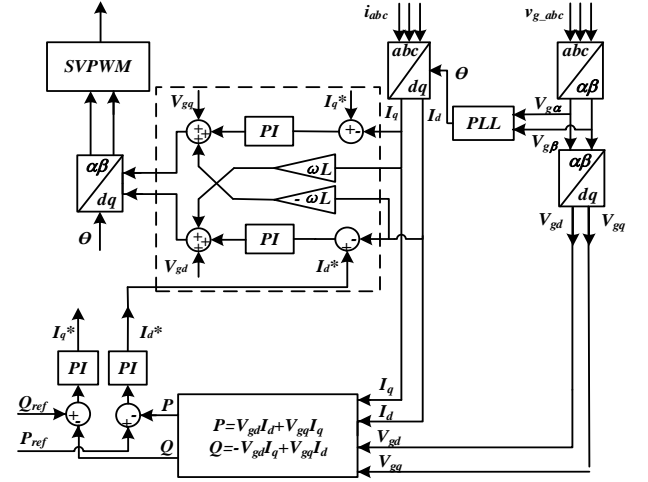 i_abc
v_g_abc
SVPWM
abc
dq
abc
αβ
Θ
V_gq
I_q*
I_q
I_d
PI
+
+
+
-
PLL
V_gα
V_gβ
αβ
dq
ωL
- ωL
αβ
dq
V_gd
V_gq
Θ
PI
+
+
+
-
V_gd
I_d*
I_q*
I_d*
PI
PI
I_q
Q_ref
P
P=V_gdI_d+V_gqI_q
I_d
+
-
+
-
P_ref
Q
Q=-V_gdI_q+V_gqI_d
V_gd
V_gq